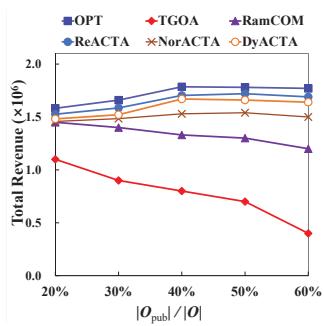 OPT TGOA RamCOM
ReACTA NorACTA DyACTA
Total Revenue (×10⁶)
2.0
1.5
1.0
0.5
0.0
20% 30% 40% 50% 60%
|O_pub| / |O|